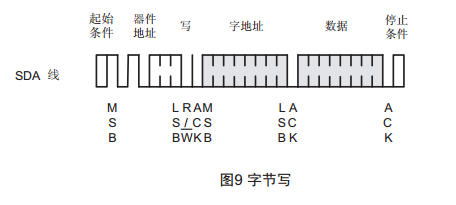 起始 器件 写 字地址 数据 停止
条件 地址 条件
SDA 线
M L R A M L A A
S S / C S S C C
B B W K B B K K
图9 字节写